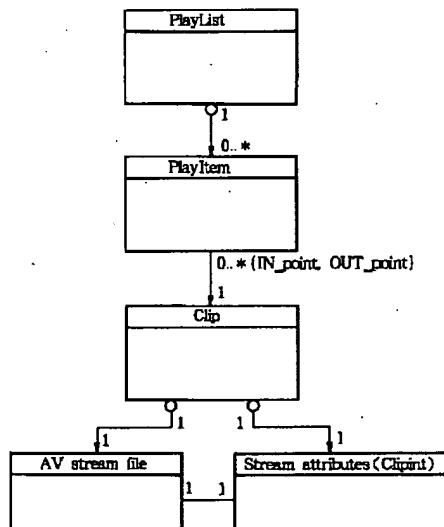 PlayList
1
0..*
PlayItem
0..* {IN_point, OUT_point}
1
Clip
1 1
1 1
AV stream file Stream attributes (Clipint)
1 1